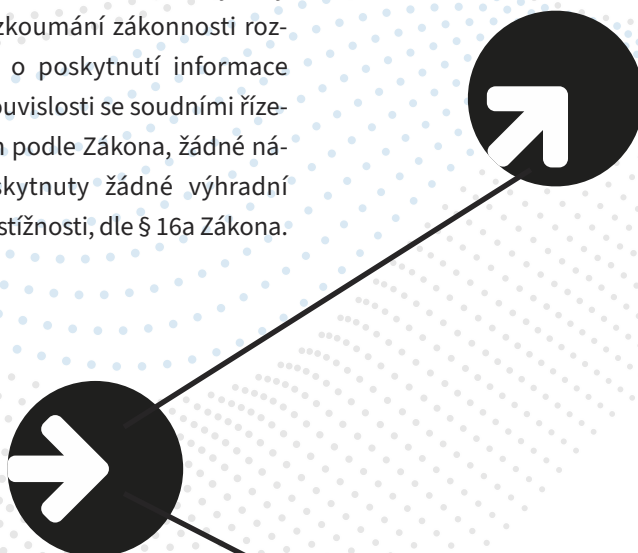 zkoumání zákonnosti roz-
o poskytnutí informace
ouvislosti se soudními říze-
podle Zákona, žádné ná-
skytnuty žádné výhradní
stížnosti, dle § 16a Zákona.